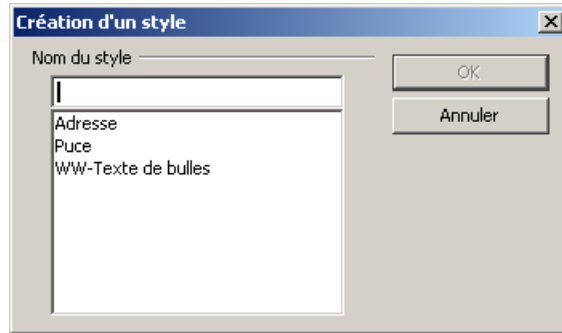 Création d'un style
Nom du style
OK
Annuler
Adresse
Puce
WW-Texte de bulles